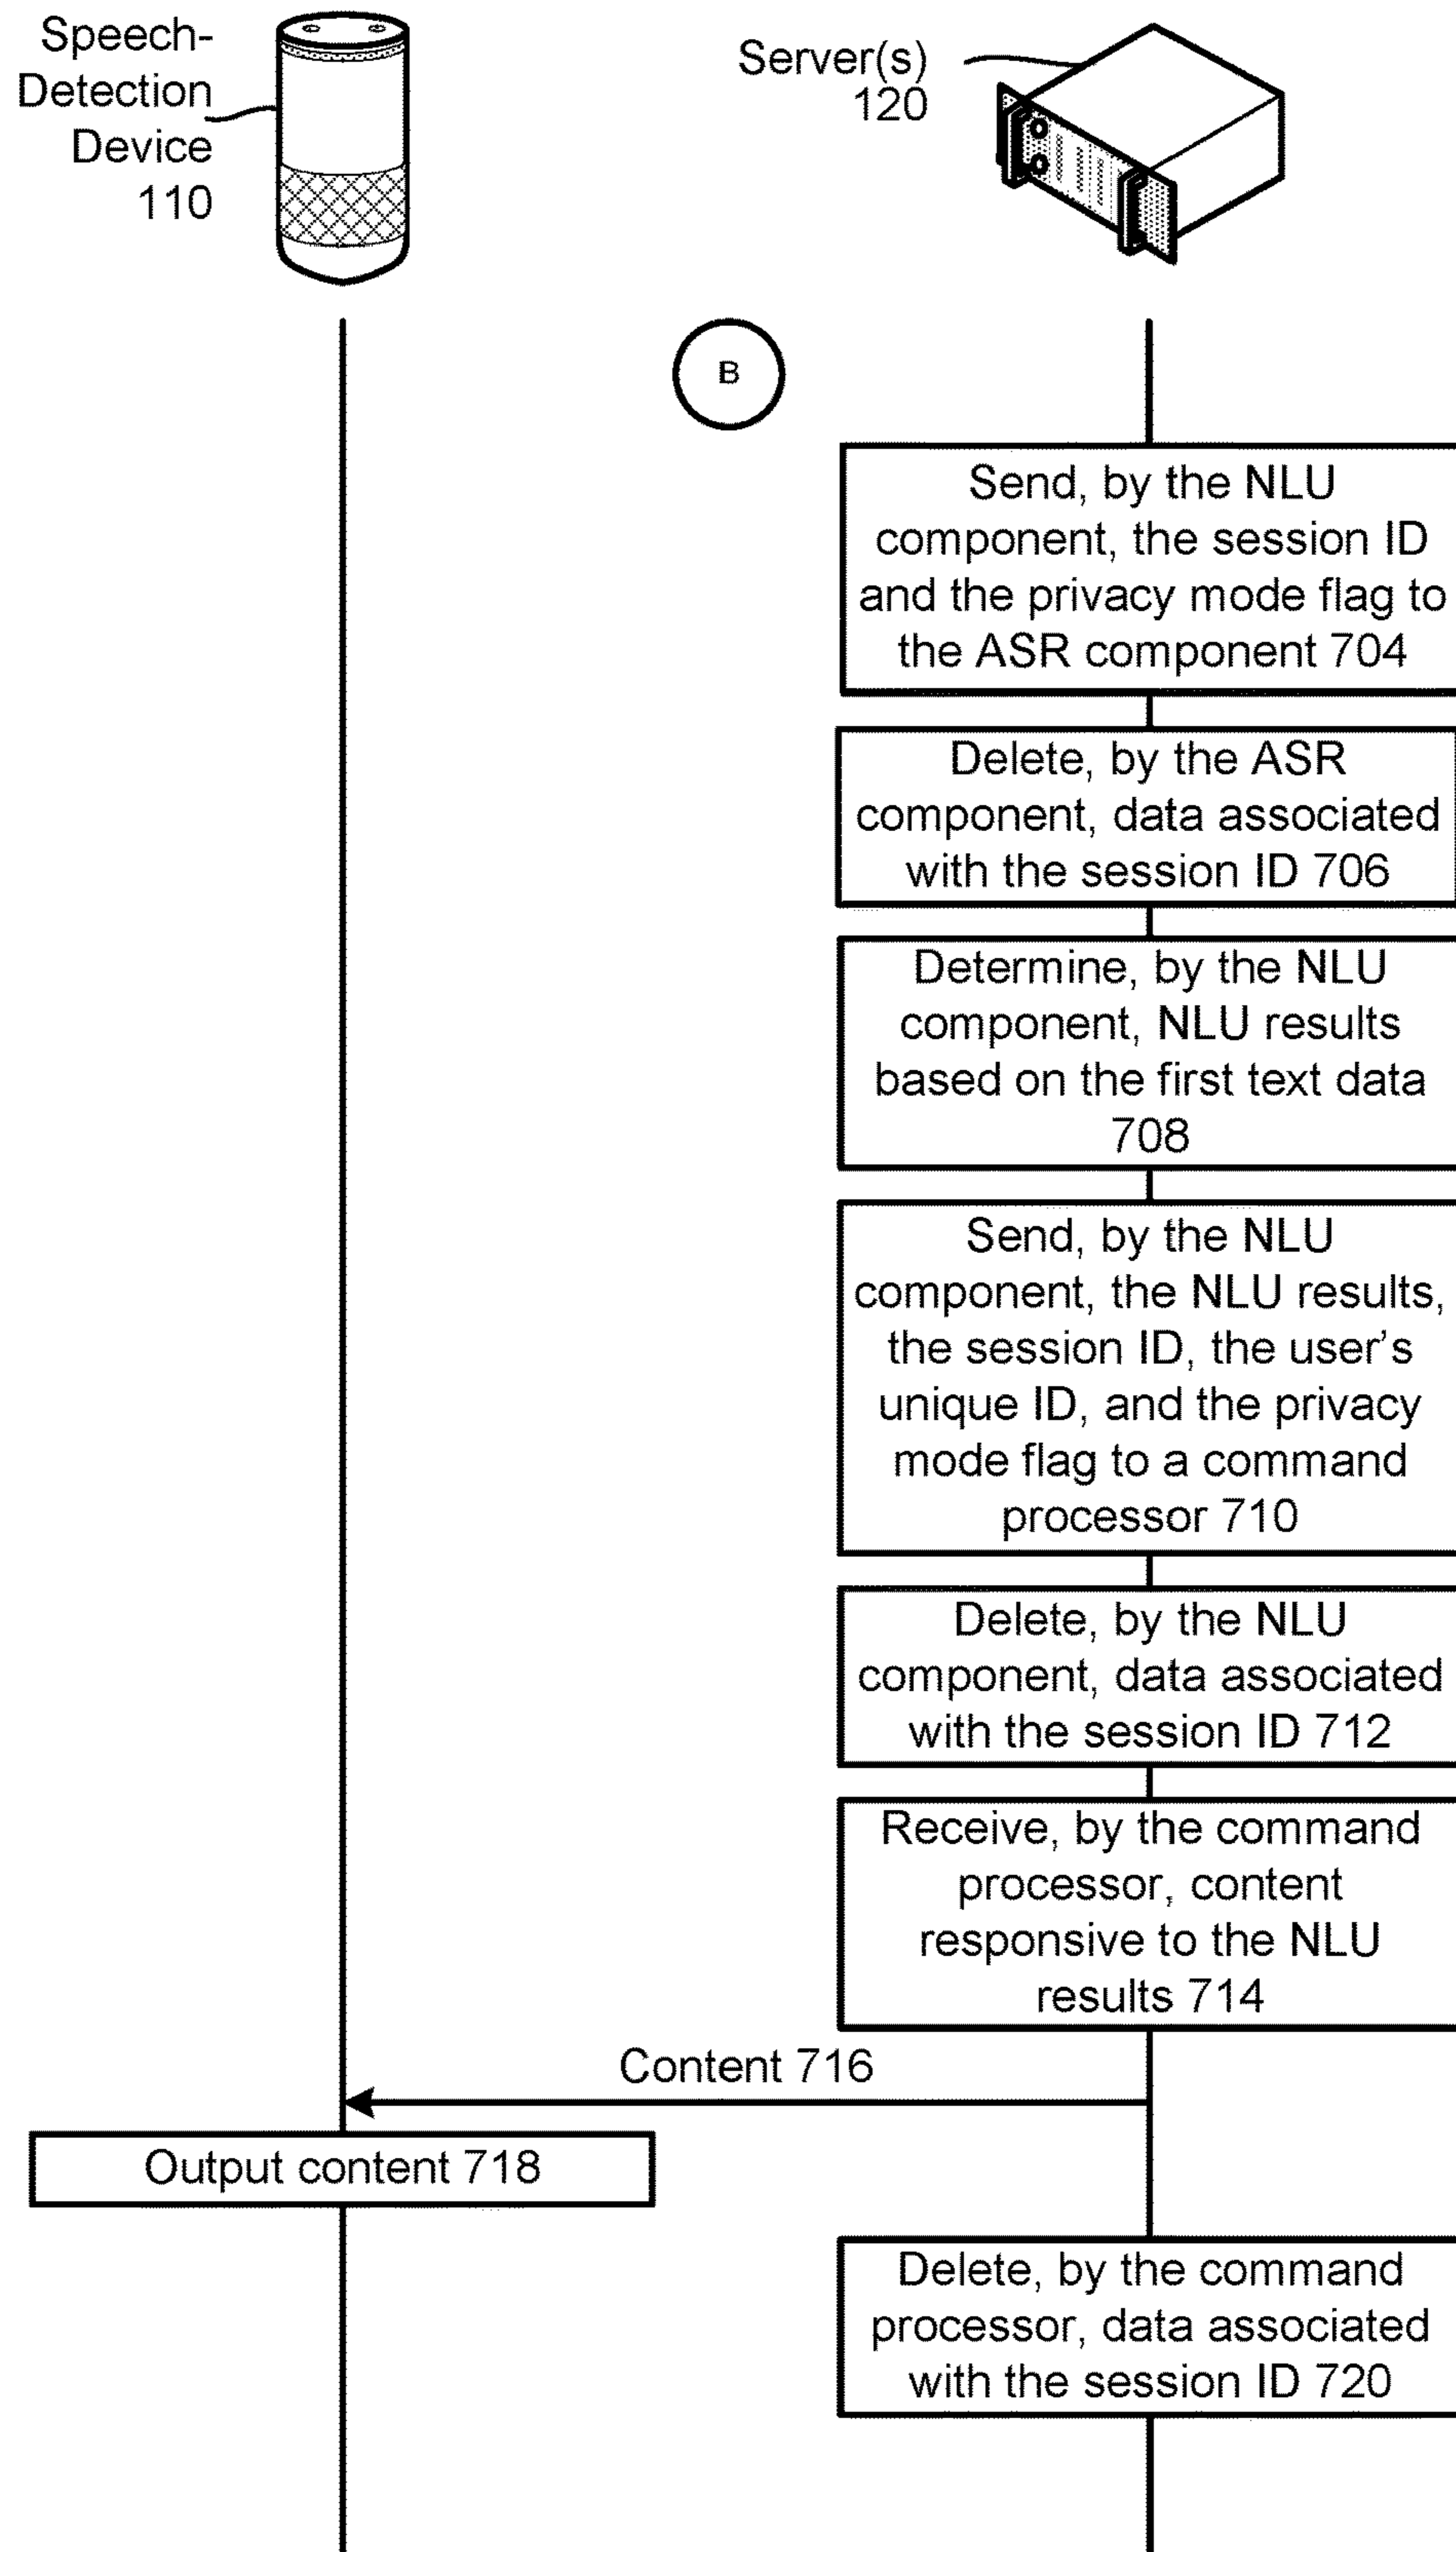 Speech-
Detection
Device
110
Server(s)
120
B
Send, by the NLU
component, the session ID
and the privacy mode flag to
the ASR component 704
Delete, by the ASR
component, data associated
with the session ID 706
Determine, by the NLU
component, NLU results
based on the first text data
708
Send, by the NLU
component, the NLU results,
the session ID, the user's
unique ID, and the privacy
mode flag to a command
processor 710
Delete, by the NLU
component, data associated
with the session ID 712
Receive, by the command
processor, content
responsive to the NLU
results 714
Content 716
Output content 718
Delete, by the command
processor, data associated
with the session ID 720